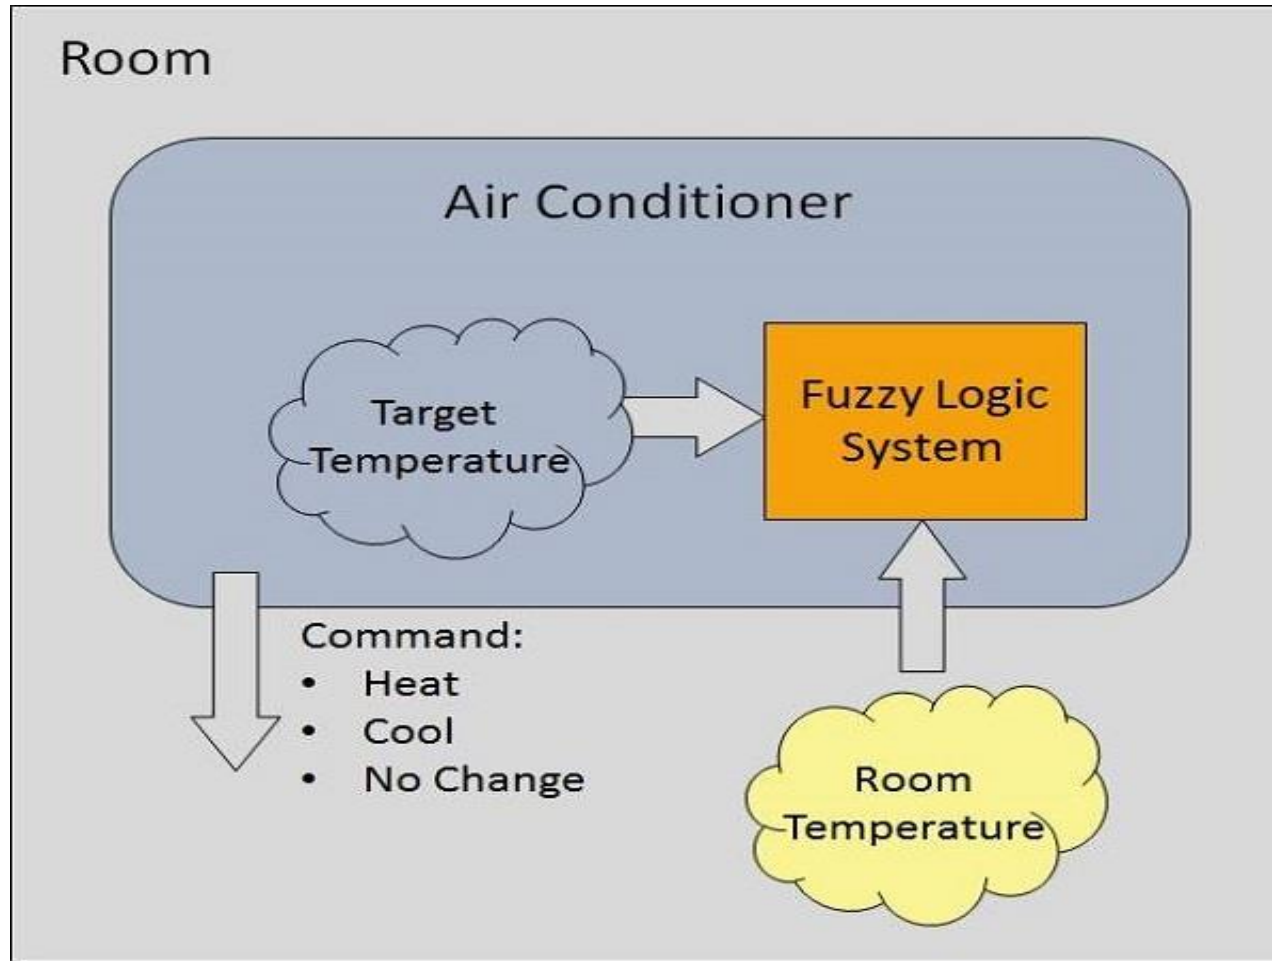 Room
Air Conditioner
Target
Temperature
Fuzzy Logic
System
Command:
• Heat
• Cool
• No Change
Room
Temperature